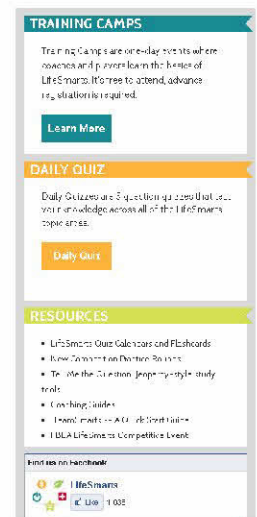 TRAINING CAMPS
Training Camps are one-day events where
coaches and players learn the basics of
LifeSmarts. It's free to attend, advance
registration is required.
Learn More
DAILY QUIZ
Daily Quizzes are 5 question quizzes that test
your knowledge across all of the LifeSmarts
topic areas.
Daily Quiz
RESOURCES
• LifeSmarts Quiz Calendars and Flashcards
• New Competition Practice Rounds
• Tell Me the Question Jeopardy-style study
tools
• Coaching Guides
• TeamSmarts -- A Quick Start Guide
• FBLA LifeSmarts Competitive Event
Find us on Facebook
LifeSmarts
Like